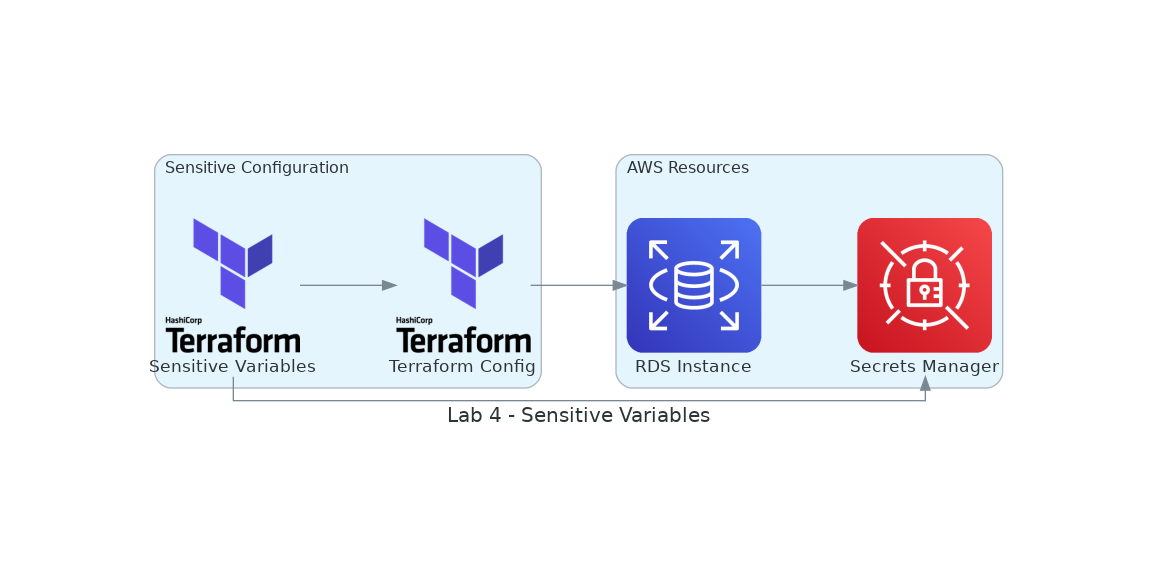 Sensitive Configuration
AWS Resources
HashiCorp
Terraform
Sensitive Variables
HashiCorp
Terraform
Terraform Config
RDS Instance
Secrets Manager
Lab 4 - Sensitive Variables